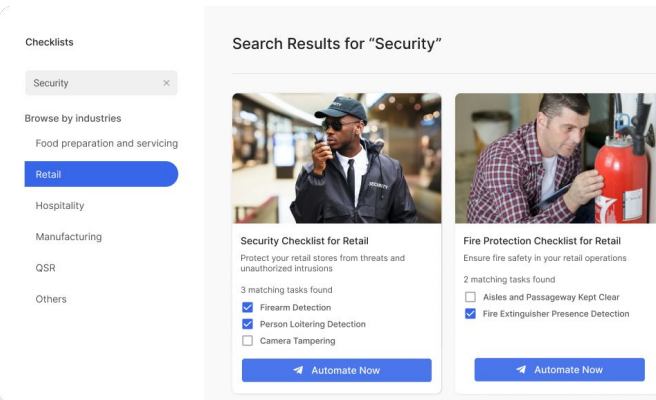 Checklists
Security
Browse by industries
Food preparation and servicing
Retail
Hospitality
Manufacturing
QSR
Others
Search Results for “Security”
SECURITY
SECURITY
Security Checklist for Retail
Protect your retail stores from threats and
unauthorized intrusions
3 matching tasks found
Firearm Detection
Person Loitering Detection
Camera Tampering
Automate Now
Fire Protection Checklist for Retail
Ensure fire safety in your retail operations
2 matching tasks found
Aisles and Passageway Kept Clear
Fire Extinguisher Presence Detection
Automate Now